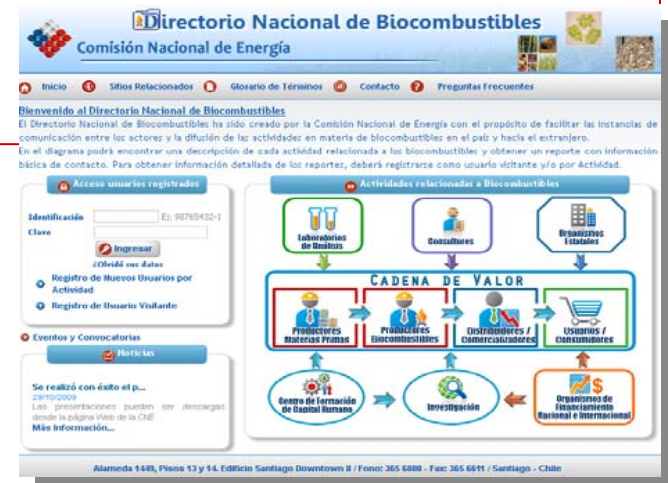 Directorio Nacional de Biocombustibles
Comisión Nacional de Energía
Inicio Sitios Relacionados Glosario de Términos Contacto Preguntas Frecuentes
Bienvenido al Directorio Nacional de Biocombustibles
El Directorio Nacional de Biocombustibles ha sido creado por la Comisión Nacional de Energía con el propósito de facilitar las instancias de
comunicación entre los actores y la difusión de las actividades en materia de biocombustibles en el país y hacia el extranjero.
En el diagrama podrá encontrar una descripción de cada actividad relacionada a los biocombustibles y obtener un reporte con información
básica de contacto. Para obtener información detallada de los reportes, deberá registrarse como usuario visitante y/o por Actividad.
Acceso usuarios registrados
Identificación Ej: 98765432-1
Clave
Ingresar
¿Olvidó sus datos
Registro de Nuevos Usuarios por
Actividad
Registro de Usuario Visitante
Eventos y Convocatorias
Noticias
Se realizó con éxito el p...
29/10/2009
Las presentaciones pueden ser descargas
desde la página Web de la CNE
Más Información...
Actividades relacionadas a Biocombustibles
Laboratorios
de Análisis
Consultores
Organismos
Estatales
CADENA DE VALOR
Productores
Materias Primas
Productores
Biocombustibles
Distribuidores /
Comercializadores
Usuarios /
Consumidores
Centro de Formación
de Capital Humano
Investigación
Organismos de
Financiamiento
Nacional e Internacional
Alameda 1449, Pisos 13 y 14. Edificio Santiago Downtown II / Fono: 365 6800 - Fax: 365 6611 / Santiago - Chile